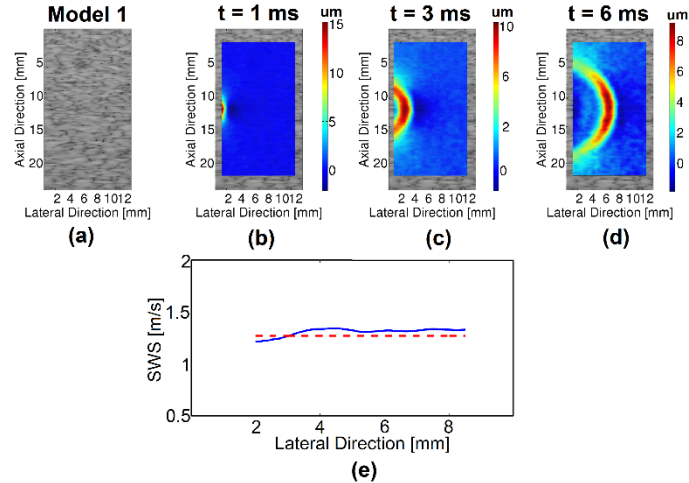 Model 1
t = 1 ms
um
t = 3 ms
um
t = 6 ms
um
Axial Direction [mm]
5
10
15
20
2 4 6 8 1012
Lateral Direction [mm]
(a)
Axial Direction [mm]
5
10
15
20
15
10
5
0
2 4 6 8 1012
Lateral Direction [mm]
(b)
Axial Direction [mm]
5
10
15
20
10
8
6
4
2
0
2 4 6 8 1012
Lateral Direction [mm]
(c)
Axial Direction [mm]
5
10
15
20
8
6
4
2
0
2 4 6 8 1012
Lateral Direction [mm]
(d)
SWS [m/s]
2
1.5
1
0.5
2 4 6 8
Lateral Direction [mm]
(e)